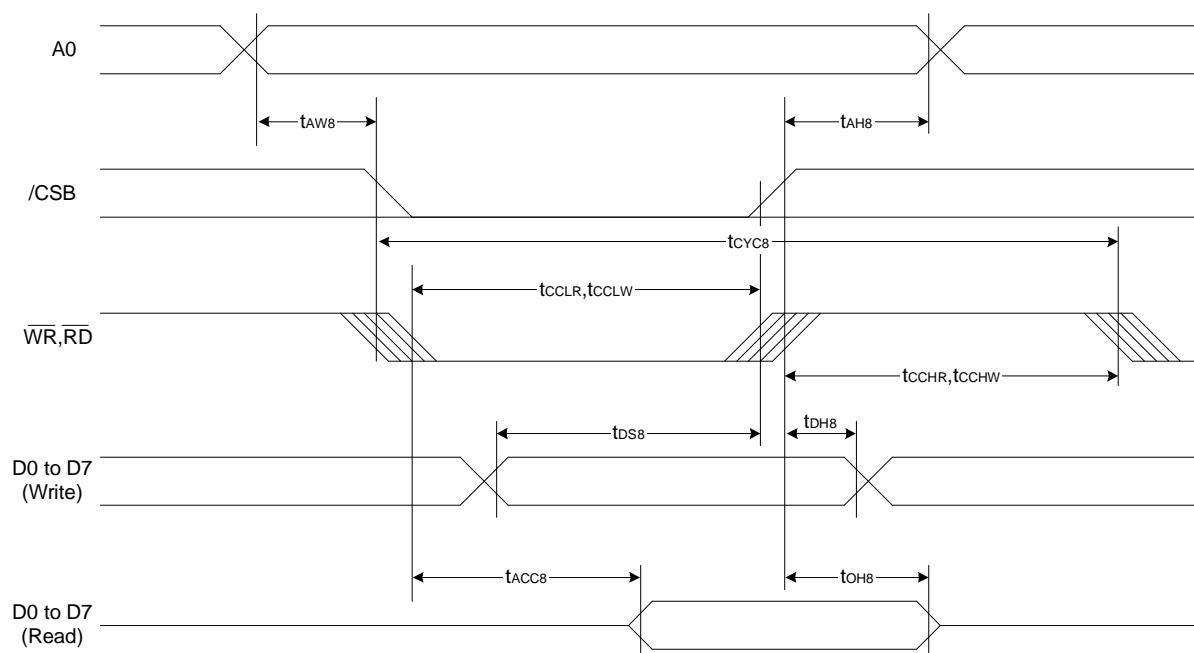 A0
tAW8
tAH8
/CSB
tCYC8
tCCLR,tCCLW
WR,RD
tCCHR,tCCHW
tDS8
tDH8
D0 to D7
(Write)
tACC8
tOH8
D0 to D7
(Read)